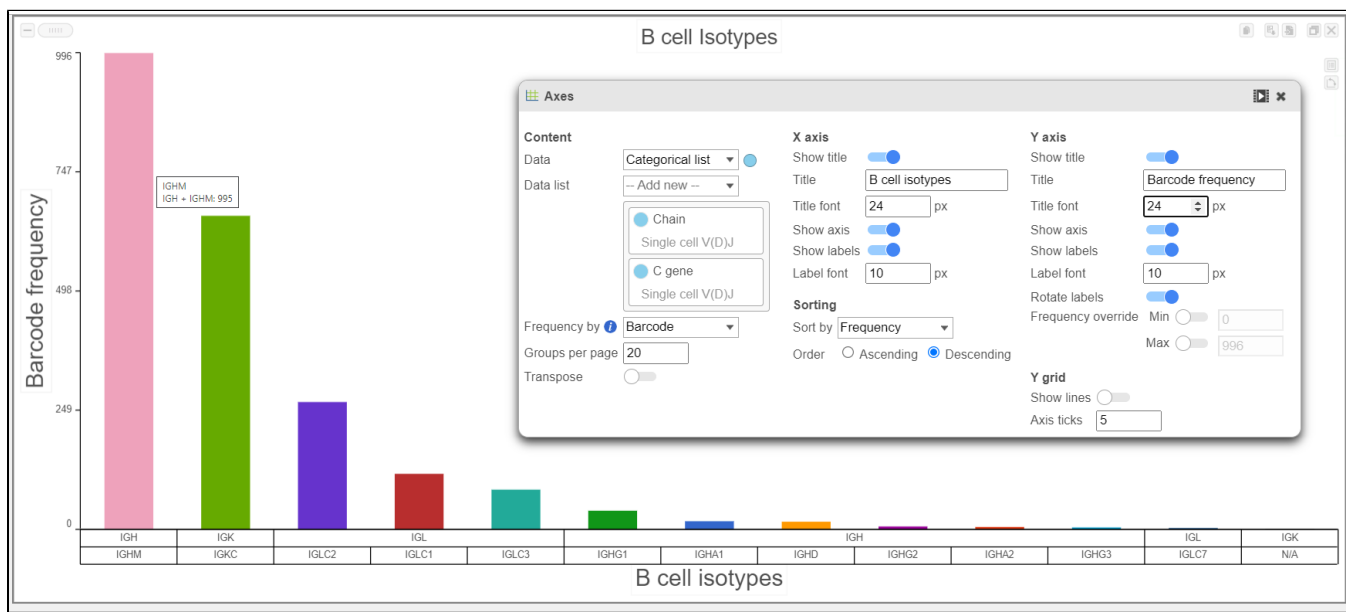 B cell Isotypes
996
747
498
249
0
Barcode frequency
IGHM
IGH + IGHM: 995
Axes
Content
Data Categorical list
Data list -- Add new --
Chain
Single cell V(D)J
C gene
Single cell V(D)J
Frequency by i Barcode
Groups per page 20
Transpose
X axis
Show title
Title B cell isotypes
Title font 24 px
Show axis
Show labels
Label font 10 px
Sorting
Sort by Frequency
Order Ascending Descending
Y axis
Show title
Title Barcode frequency
Title font 24 px
Show axis
Show labels
Label font 10 px
Rotate labels
Frequency override Min 0
Max 996
Y grid
Show lines
Axis ticks 5
IGH IGK IGL IGH IGL IGK
IGHM IGKC IGLC2 IGLC1 IGLC3 IGHG1 IGHA1 IGHD IGHG2 IGHA2 IGHG3 IGLC7 N/A
B cell isotypes